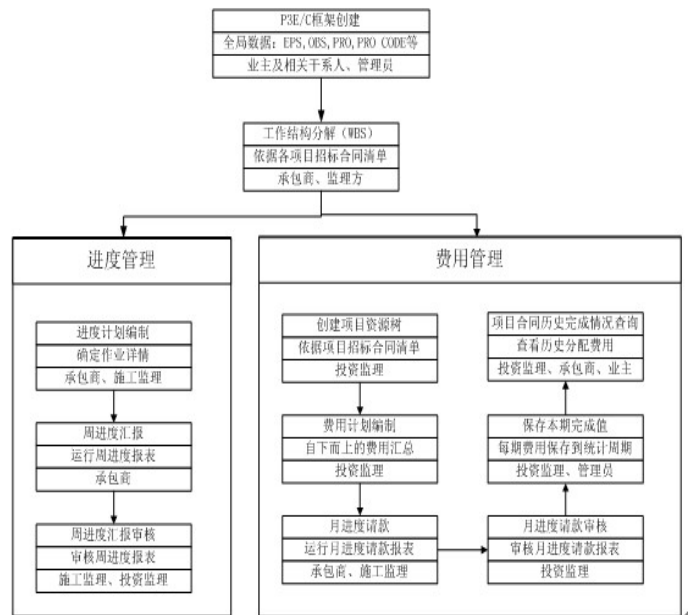 P3E/C框架创建
全局数据：EPS,OBS,PRO,PRO CODE等
业主及相关干系人、管理员
工作结构分解（WBS）
依据各项目招标合同清单
承包商、监理方
进度管理
进度计划编制
确定作业详情
承包商、施工监理
周进度汇报
运行周进度报表
承包商
周进度汇报审核
审核周进度报表
施工监理、投资监理
费用管理
创建项目资源树
依据项目招标合同清单
投资监理
费用计划编制
自下而上的费用汇总
投资监理
月进度请款
运行月进度请款报表
承包商、施工监理
月进度请款审核
审核月进度请款报表
投资监理
保存本期完成值
每期费用保存到统计周期
投资监理、管理员
项目合同历史完成情况查询
查看历史分配费用
投资监理、承包商、业主